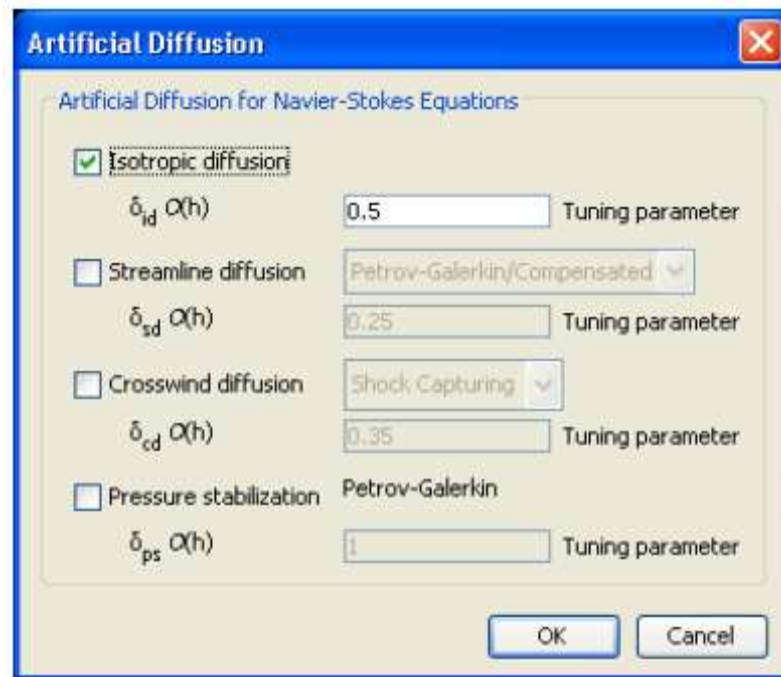 Artificial Diffusion
Artificial Diffusion for Navier-Stokes Equations
Isotropic diffusion
δid O(h) 0.5 Tuning parameter
Streamline diffusion Petrov-Galerkin/Compensated
δsd O(h) 0.25 Tuning parameter
Crosswind diffusion Shock Capturing
δcd O(h) 0.35 Tuning parameter
Pressure stabilization Petrov-Galerkin
δps O(h) 1 Tuning parameter
OK Cancel